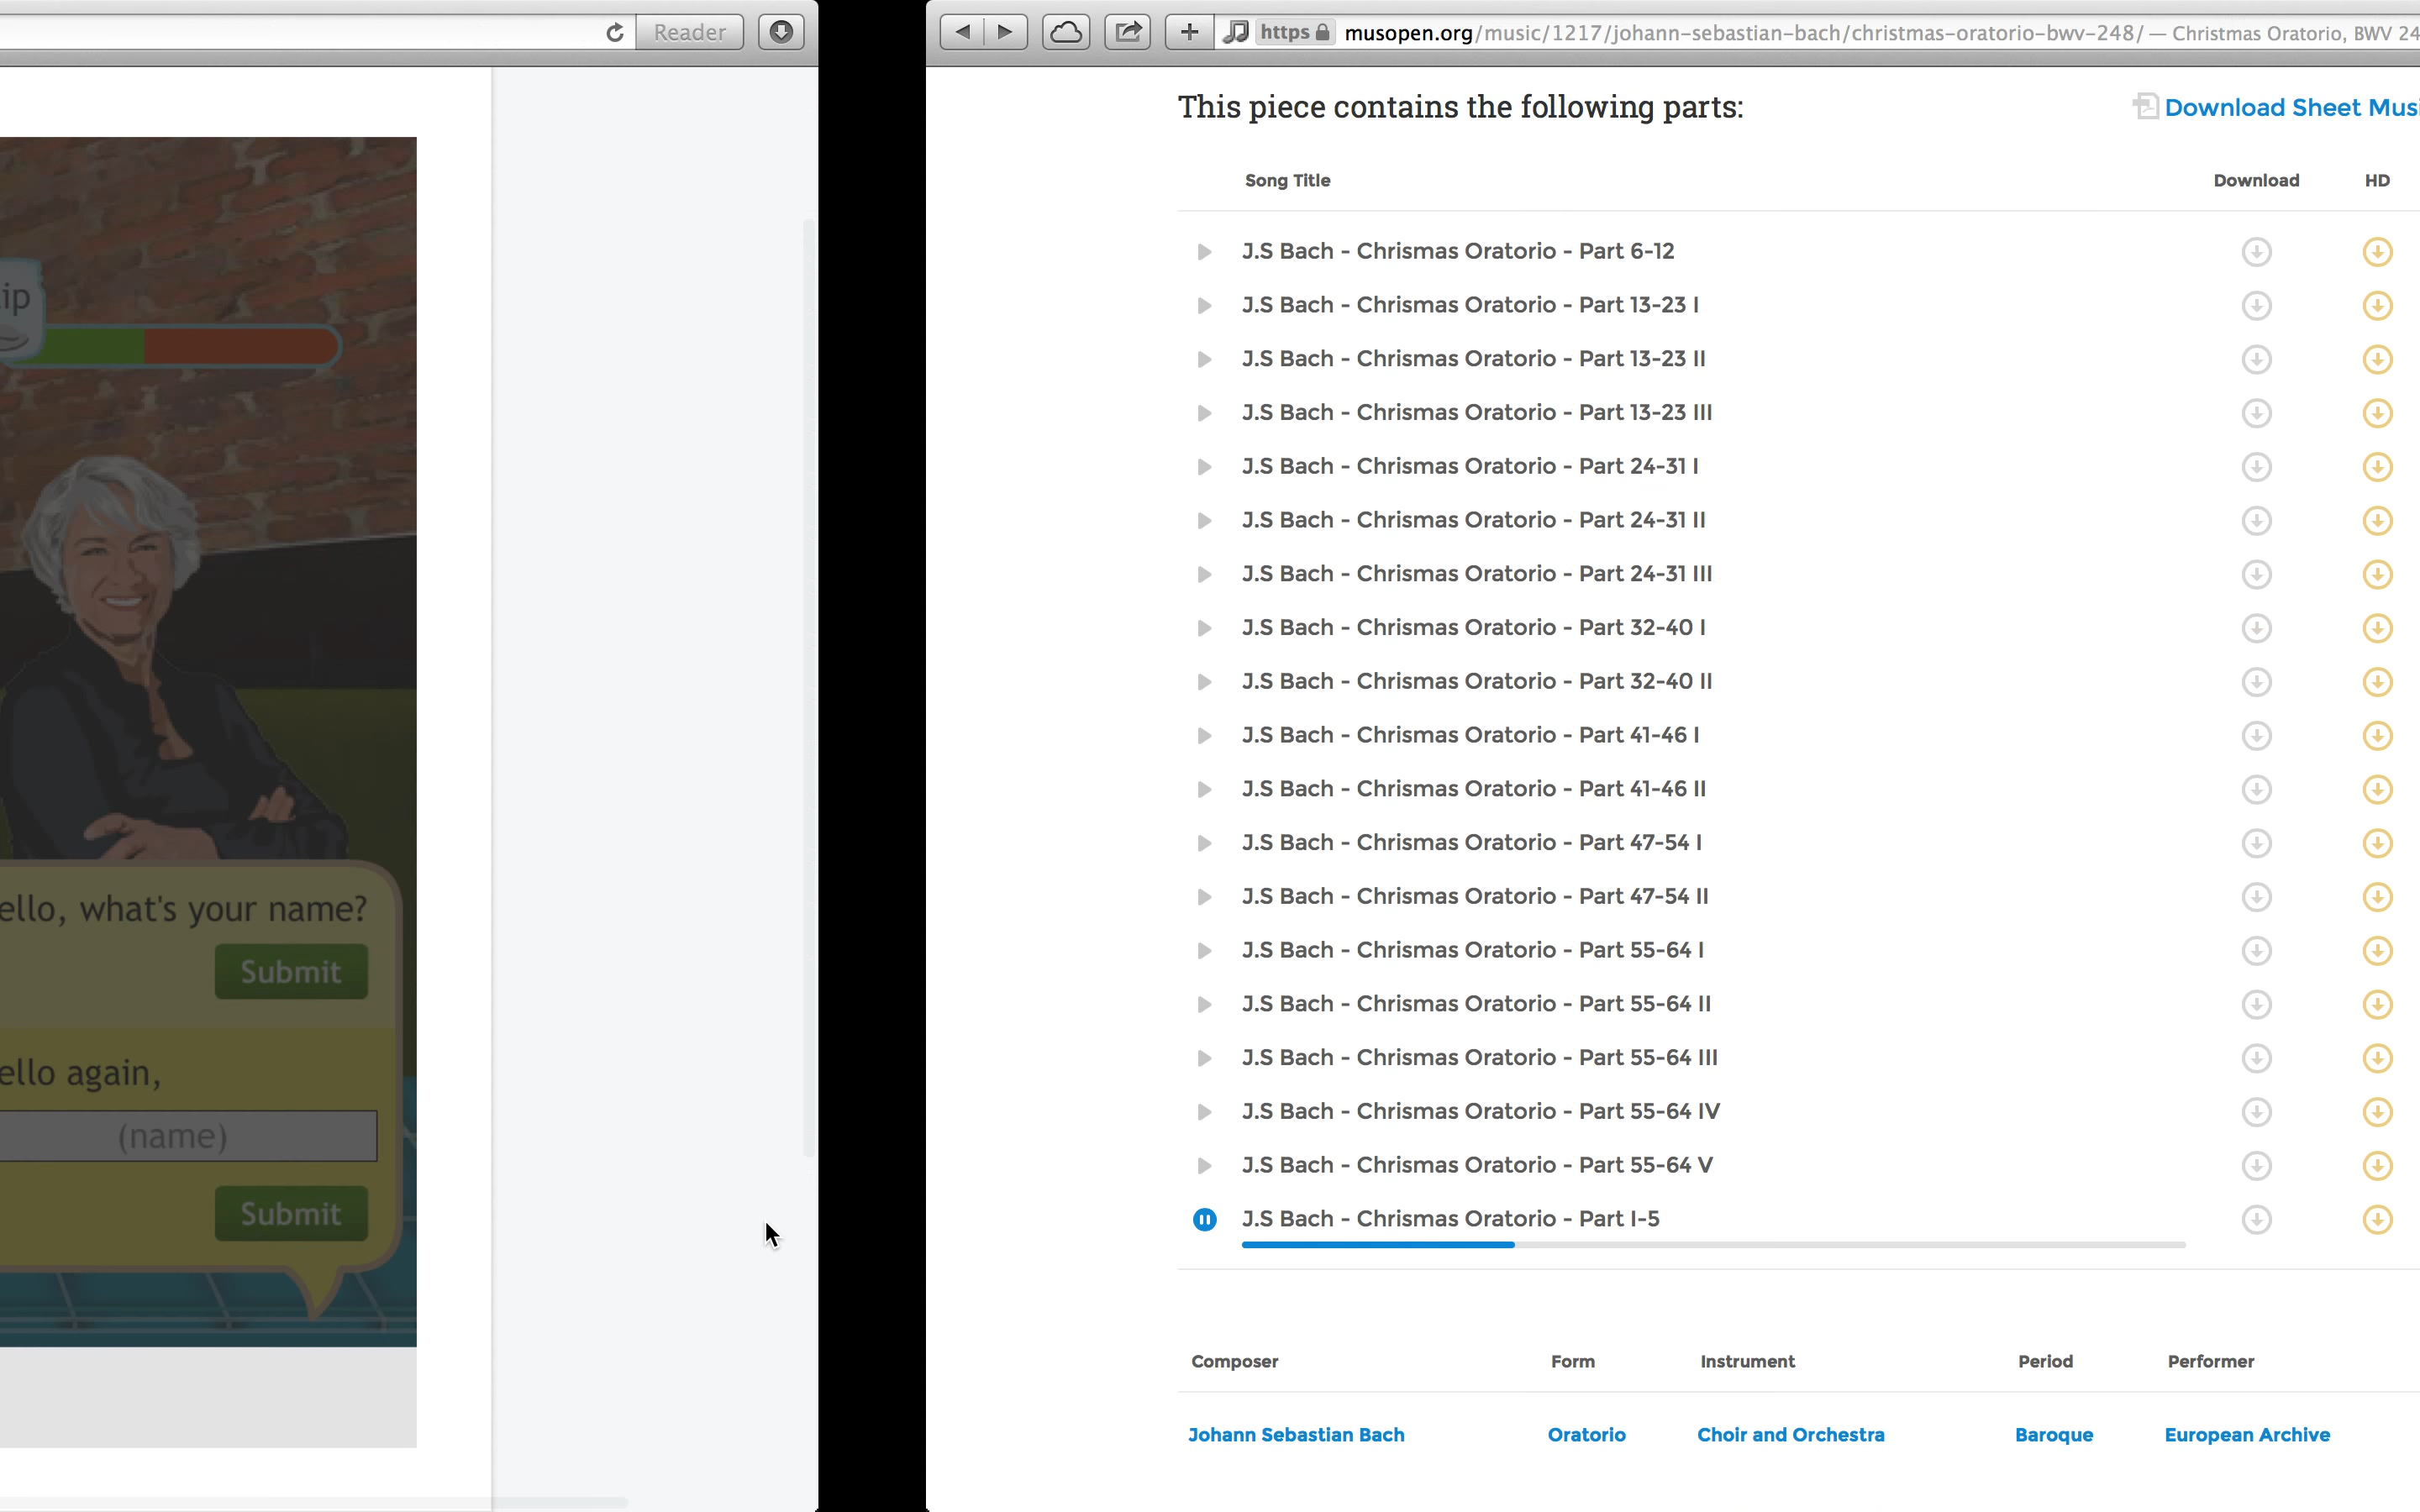 Reader
ip
ello, what's your name?
Submit
ello again,
(name)
Submit
https musopen.org/music/1217/johann-sebastian-bach/christmas-oratorio-bwv-248/ — Christmas Oratorio, BWV 24
This piece contains the following parts:
Download Sheet Musi
Song Title Download HD
J.S Bach - Chrismas Oratorio - Part 6-12
J.S Bach - Chrismas Oratorio - Part 13-23 I
J.S Bach - Chrismas Oratorio - Part 13-23 II
J.S Bach - Chrismas Oratorio - Part 13-23 III
J.S Bach - Chrismas Oratorio - Part 24-31 I
J.S Bach - Chrismas Oratorio - Part 24-31 II
J.S Bach - Chrismas Oratorio - Part 24-31 III
J.S Bach - Chrismas Oratorio - Part 32-40 I
J.S Bach - Chrismas Oratorio - Part 32-40 II
J.S Bach - Chrismas Oratorio - Part 41-46 I
J.S Bach - Chrismas Oratorio - Part 41-46 II
J.S Bach - Chrismas Oratorio - Part 47-54 I
J.S Bach - Chrismas Oratorio - Part 47-54 II
J.S Bach - Chrismas Oratorio - Part 55-64 I
J.S Bach - Chrismas Oratorio - Part 55-64 II
J.S Bach - Chrismas Oratorio - Part 55-64 III
J.S Bach - Chrismas Oratorio - Part 55-64 IV
J.S Bach - Chrismas Oratorio - Part 55-64 V
J.S Bach - Chrismas Oratorio - Part I-5
Composer Form Instrument Period Performer
Johann Sebastian Bach Oratorio Choir and Orchestra Baroque European Archive